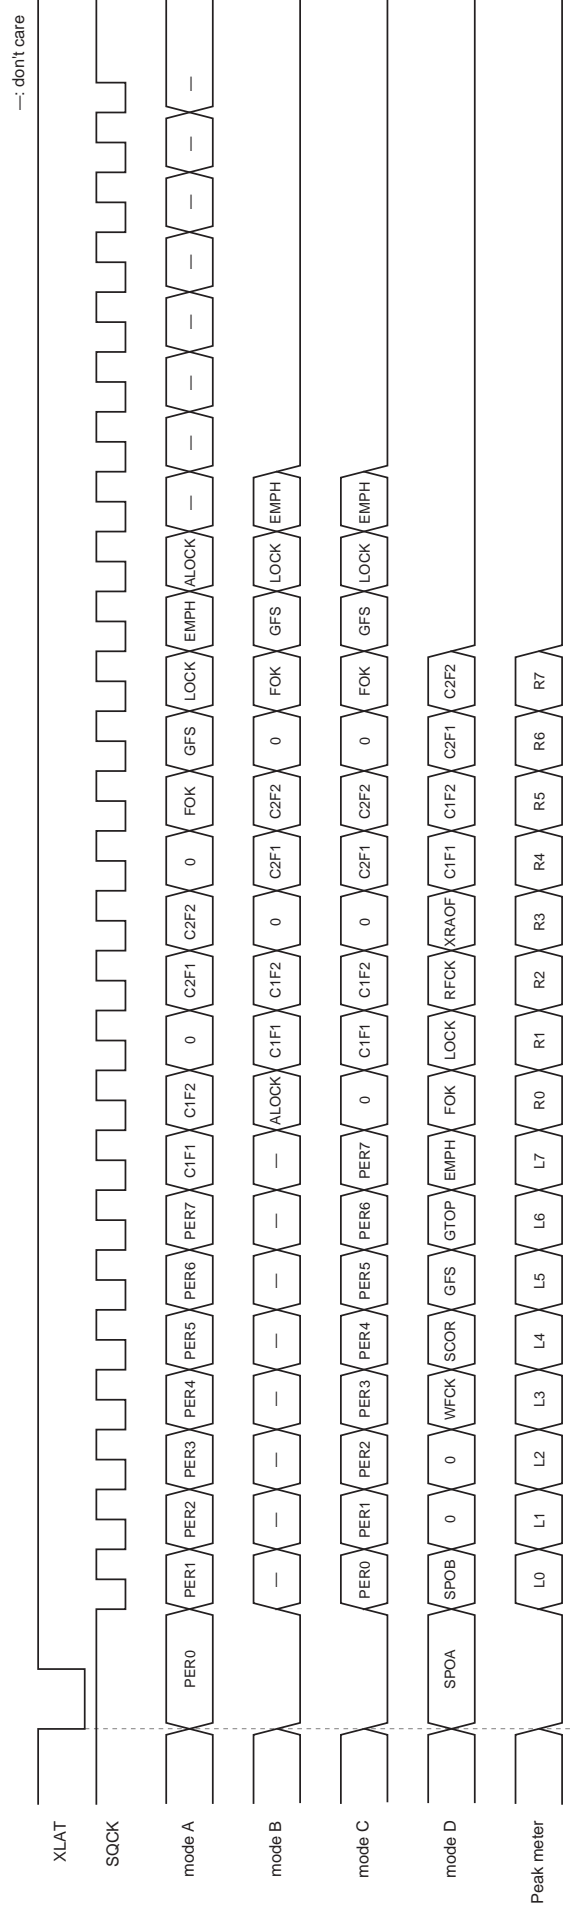 —: don't care
XLAT
SQCK
mode A PER0 PER1 PER2 PER3 PER4 PER5 PER6 PER7 C1F1 C1F2 0 C2F1 C2F2 0 FOK GFS LOCK EMPH ALOCK — — — — — — — —
mode B — — — — — — — — ALOCK C1F1 C1F2 0 C2F1 C2F2 0 FOK GFS LOCK EMPH
mode C PER0 PER1 PER2 PER3 PER4 PER5 PER6 PER7 0 C1F1 C1F2 0 C2F1 C2F2 0 FOK GFS LOCK EMPH
mode D SPOA SPOB 0 0 WFCK SCOR GFS GTOP EMPH FOK LOCK RFCK XRAOF C1F1 C1F2 C2F1 C2F2
Peak meter L0 L1 L2 L3 L4 L5 L6 L7 R0 R1 R2 R3 R4 R5 R6 R7